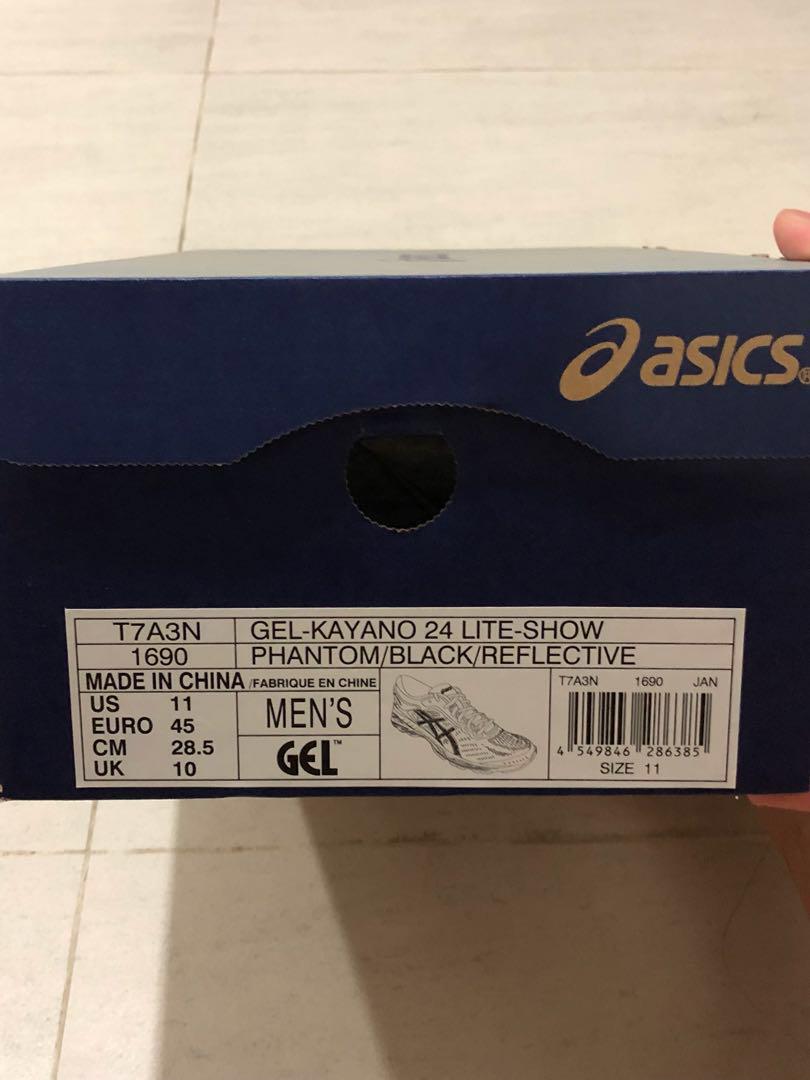 asics®
T7A3N GEL-KAYANO 24 LITE-SHOW
1690 PHANTOM/BLACK/REFLECTIVE
MADE IN CHINA /FABRIQUE EN CHINE
US 11
EURO 45
CM 28.5
UK 10
MEN'S
GEL™
T7A3N 1690 JAN
4 549846 286385
SIZE 11